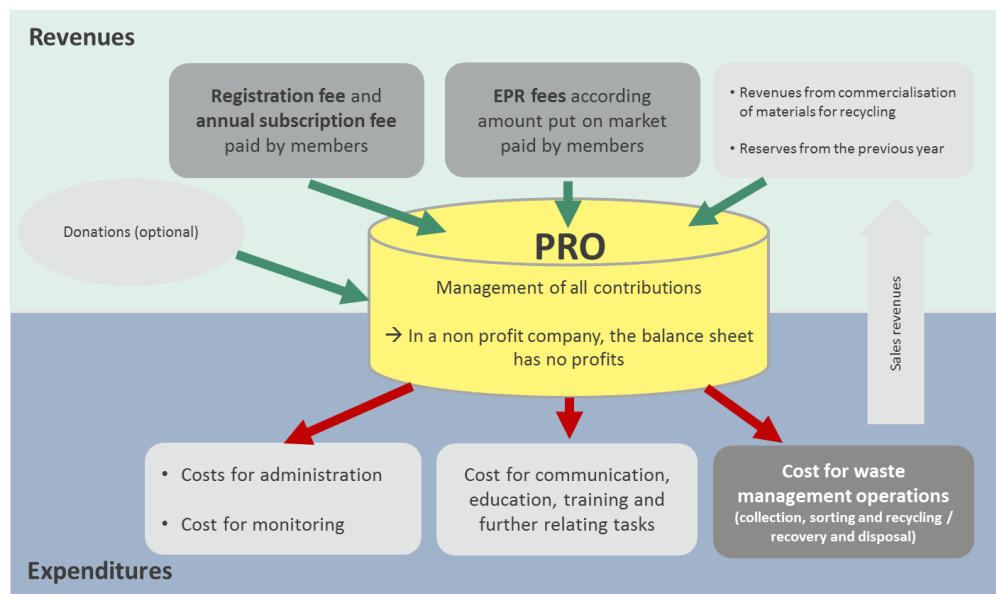 Revenues
Registration fee and
annual subscription fee
paid by members
EPR fees according
amount put on market
paid by members
• Revenues from commercialisation
of materials for recycling
• Reserves from the previous year
Donations (optional)
PRO
Management of all contributions
→ In a non profit company, the balance sheet
has no profits
Sales revenues
• Costs for administration
• Cost for monitoring
Cost for communication,
education, training and
further relating tasks
Cost for waste
management operations
(collection, sorting and recycling /
recovery and disposal)
Expenditures